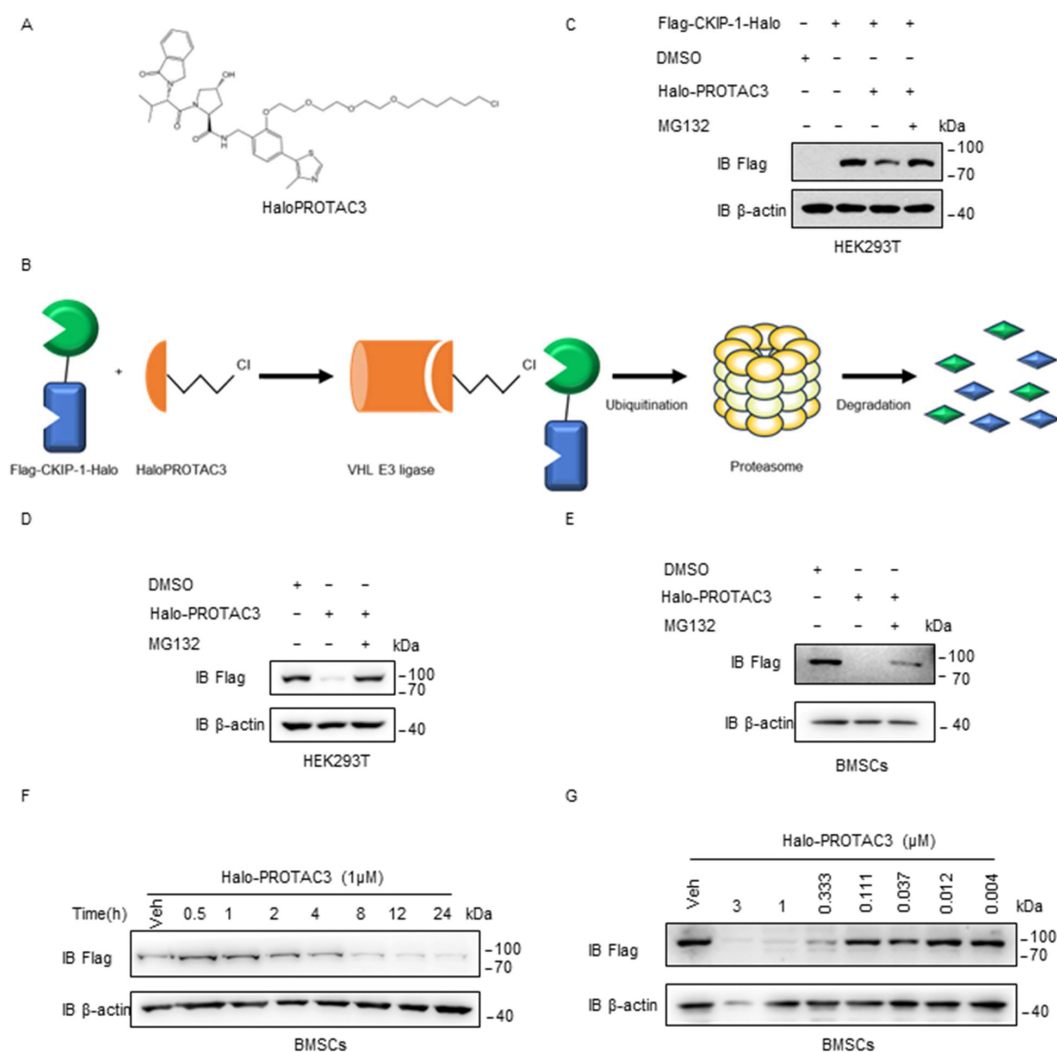 A
O
N
OH
N
O
O
N
H
O
O
O
O
Cl
S
N
HaloPROTAC3
C
Flag-CKIP-1-Halo − + + +
DMSO + − − −
Halo-PROTAC3 − − + +
MG132 − − − + kDa
IB Flag
-100
-70
IB β-actin
-40
HEK293T
B
+
Cl
Cl
Flag-CKIP-1-Halo
HaloPROTAC3
VHL E3 ligase
Ubiquitination
Proteasome
Degradation
D
DMSO + − −
Halo-PROTAC3 − + +
MG132 − − + kDa
IB Flag
-100
-70
IB β-actin
-40
HEK293T
E
DMSO + − −
Halo-PROTAC3 − + +
MG132 − − + kDa
IB Flag
-100
-70
IB β-actin
-40
BMSCs
F
Halo-PROTAC3 (1μM)
Time(h) Veh 0.5 1 2 4 8 12 24 kDa
IB Flag
-100
-70
IB β-actin
-40
BMSCs
G
Halo-PROTAC3 (μM)
Veh 3 1 0.333 0.111 0.037 0.012 0.004 kDa
IB Flag
-100
-70
IB β-actin
-40
BMSCs